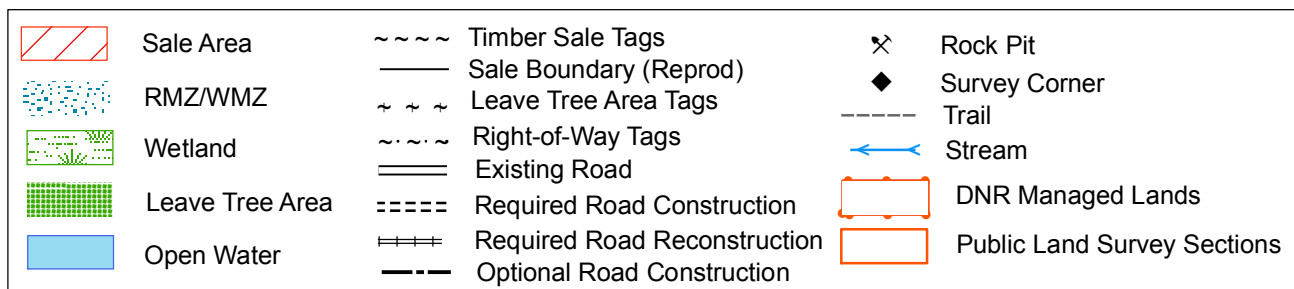 Sale Area
RMZ/WMZ
Wetland
Leave Tree Area
Open Water
Timber Sale Tags
Sale Boundary (Reprod)
Leave Tree Area Tags
Right-of-Way Tags
Existing Road
Required Road Construction
Required Road Reconstruction
Optional Road Construction
Rock Pit
Survey Corner
Trail
Stream
DNR Managed Lands
Public Land Survey Sections